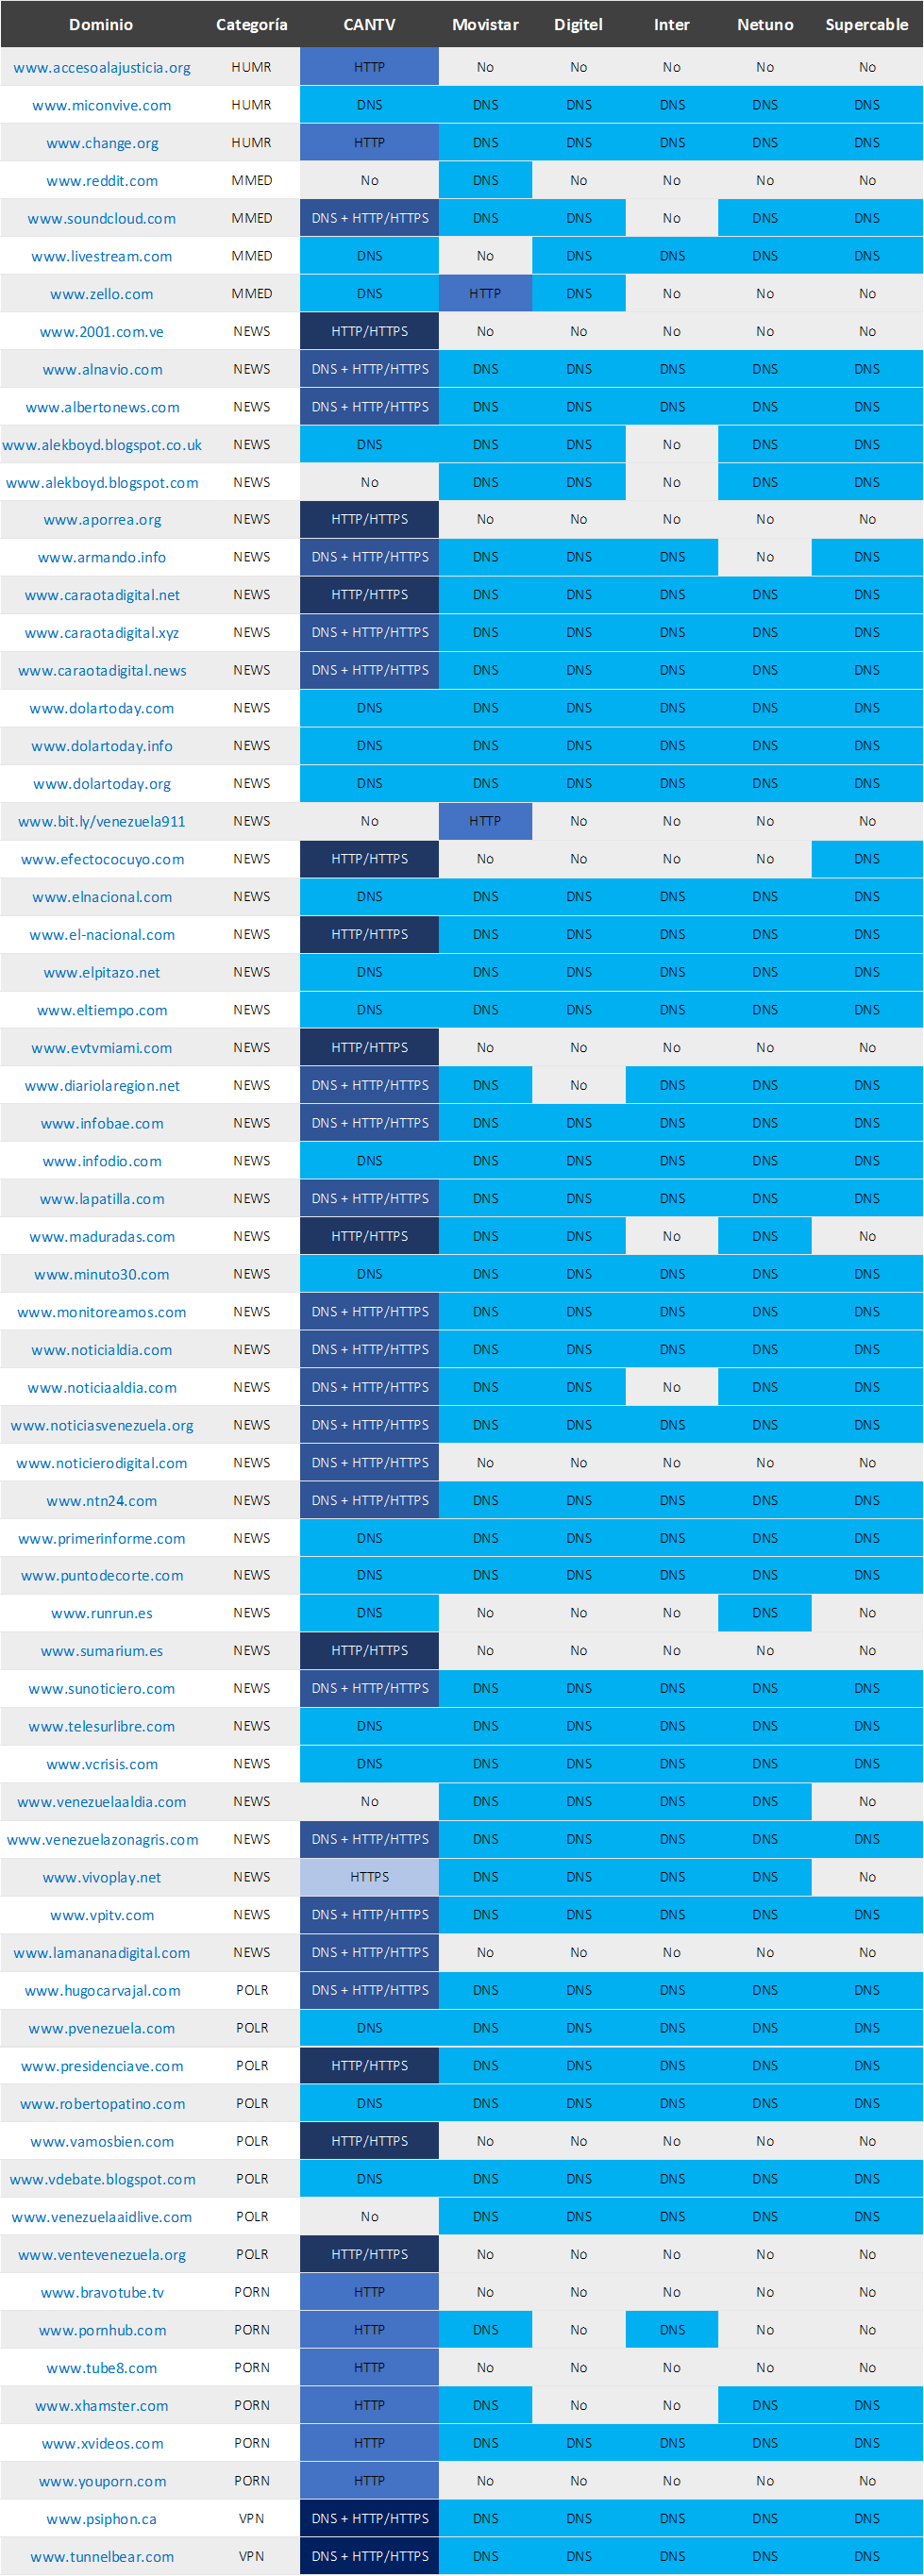 Dominio Categoría CANTV Movistar Digitel Inter Netuno Supercable
www.accesoalajusticia.org HUMR HTTP No No No No No
www.miconvive.com HUMR DNS DNS DNS DNS DNS DNS
www.change.org HUMR HTTP DNS DNS DNS DNS DNS
www.reddit.com MMED No DNS No No No No
www.soundcloud.com MMED DNS + HTTP/HTTPS DNS DNS No DNS DNS
www.livestream.com MMED DNS No DNS DNS DNS DNS
www.zello.com MMED DNS HTTP DNS No No No
www.2001.com.ve NEWS HTTP/HTTPS No No No No No
www.alnavio.com NEWS DNS + HTTP/HTTPS DNS DNS DNS DNS DNS
www.albertonews.com NEWS DNS + HTTP/HTTPS DNS DNS DNS DNS DNS
www.alekboyd.blogspot.co.uk NEWS DNS DNS DNS No DNS DNS
www.alekboyd.blogspot.com NEWS No DNS DNS No DNS DNS
www.aporrea.org NEWS HTTP/HTTPS No No No No No
www.armando.info NEWS DNS + HTTP/HTTPS DNS DNS DNS No DNS
www.caraotadigital.net NEWS HTTP/HTTPS DNS DNS DNS DNS DNS
www.caraotadigital.xyz NEWS DNS + HTTP/HTTPS DNS DNS DNS DNS DNS
www.caraotadigital.news NEWS DNS + HTTP/HTTPS DNS DNS DNS DNS DNS
www.dolartoday.com NEWS DNS DNS DNS DNS DNS DNS
www.dolartoday.info NEWS DNS DNS DNS DNS DNS DNS
www.dolartoday.org NEWS DNS DNS DNS DNS DNS DNS
www.bit.ly/venezuela911 NEWS No HTTP No No No No
www.efectococuyo.com NEWS HTTP/HTTPS No No No No DNS
www.elnacional.com NEWS DNS DNS DNS DNS DNS DNS
www.el-nacional.com NEWS HTTP/HTTPS DNS DNS DNS DNS DNS
www.elpitazo.net NEWS DNS DNS DNS DNS DNS DNS
www.eltiempo.com NEWS DNS DNS DNS DNS DNS DNS
www.evtvmiami.com NEWS HTTP/HTTPS No No No No No
www.diariolaregion.net NEWS DNS + HTTP/HTTPS DNS No DNS DNS DNS
www.infobae.com NEWS DNS + HTTP/HTTPS DNS DNS DNS DNS DNS
www.infodio.com NEWS DNS DNS DNS DNS DNS DNS
www.lapatilla.com NEWS DNS + HTTP/HTTPS DNS DNS DNS DNS DNS
www.maduradas.com NEWS HTTP/HTTPS DNS DNS No DNS No
www.minuto30.com NEWS DNS DNS DNS DNS DNS DNS
www.monitoreamos.com NEWS DNS + HTTP/HTTPS DNS DNS DNS DNS DNS
www.noticialdia.com NEWS DNS + HTTP/HTTPS DNS DNS DNS DNS DNS
www.noticiaaldia.com NEWS DNS + HTTP/HTTPS DNS DNS No DNS DNS
www.noticiasvenezuela.org NEWS DNS + HTTP/HTTPS DNS DNS DNS DNS DNS
www.noticierodigital.com NEWS DNS + HTTP/HTTPS No No No No No
www.ntn24.com NEWS DNS + HTTP/HTTPS DNS DNS DNS DNS DNS
www.primerinforme.com NEWS DNS DNS DNS DNS DNS DNS
www.puntodecorte.com NEWS DNS DNS DNS DNS DNS DNS
www.runrun.es NEWS DNS No No No DNS No
www.sumarium.es NEWS HTTP/HTTPS No No No No No
www.sunoticiero.com NEWS DNS + HTTP/HTTPS DNS DNS DNS DNS DNS
www.telesurlibre.com NEWS DNS DNS DNS DNS DNS DNS
www.vcrisis.com NEWS DNS DNS DNS DNS DNS DNS
www.venezuelaaldia.com NEWS No DNS DNS DNS DNS No
www.venezuelazonagris.com NEWS DNS + HTTP/HTTPS DNS DNS DNS DNS DNS
www.vivoplay.net NEWS HTTPS DNS DNS DNS DNS No
www.vpitv.com NEWS DNS + HTTP/HTTPS DNS DNS DNS DNS DNS
www.lamananadigital.com NEWS DNS + HTTP/HTTPS No No No No No
www.hugocarvajal.com POLR DNS + HTTP/HTTPS DNS DNS DNS DNS DNS
www.pvenezuela.com POLR DNS DNS DNS DNS DNS DNS
www.presidenciave.com POLR HTTP/HTTPS DNS DNS DNS DNS DNS
www.robertopatino.com POLR DNS DNS DNS DNS DNS DNS
www.vamosbien.com POLR HTTP/HTTPS No No No No No
www.vdebate.blogspot.com POLR DNS DNS DNS DNS DNS DNS
www.venezuelaaidlive.com POLR No DNS DNS DNS DNS DNS
www.ventevenezuela.org POLR HTTP/HTTPS No No No No No
www.bravotube.tv PORN HTTP No No No No No
www.pornhub.com PORN HTTP DNS No DNS No No
www.tube8.com PORN HTTP No No No No No
www.xhamster.com PORN HTTP DNS No No DNS DNS
www.xvideos.com PORN HTTP DNS DNS DNS DNS DNS
www.youporn.com PORN HTTP No No No No No
www.psiphon.ca VPN DNS + HTTP/HTTPS DNS DNS DNS DNS DNS
www.tunnelbear.com VPN DNS + HTTP/HTTPS DNS DNS DNS DNS DNS